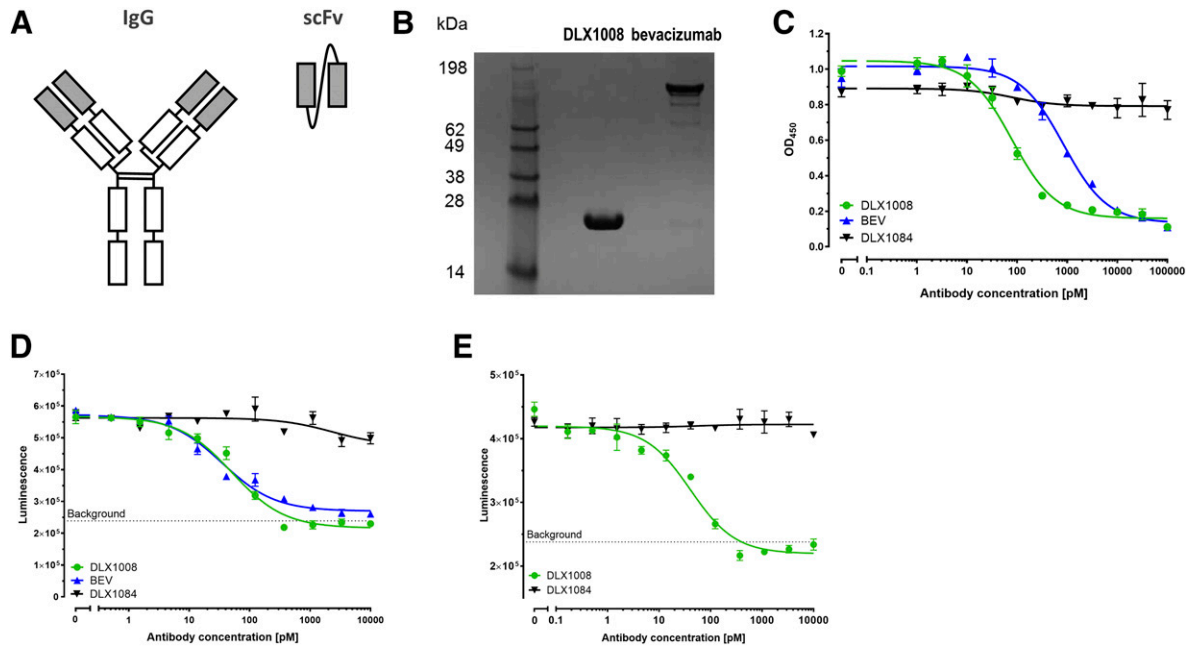 A
IgG
scFv
B
kDa
DLX1008 bevacizumab
198
62
49
38
28
14
C
1.2
1.0
0.8
0.6
0.4
0.2
0.0
OD450
DLX1008
BEV
DLX1084
0 0.1 1 10 100 1000 10000 100000
Antibody concentration [pM]
D
7×10⁵
6×10⁵
5×10⁵
4×10⁵
3×10⁵
2×10⁵
1×10⁵
0
Luminescence
Background
DLX1008
BEV
DLX1084
0 1 10 100 1000 10000
Antibody concentration [pM]
E
5×10⁵
4×10⁵
3×10⁵
2×10⁵
Luminescence
Background
DLX1008
DLX1084
0 0.1 1 10 100 1000 10000
Antibody concentration [pM]